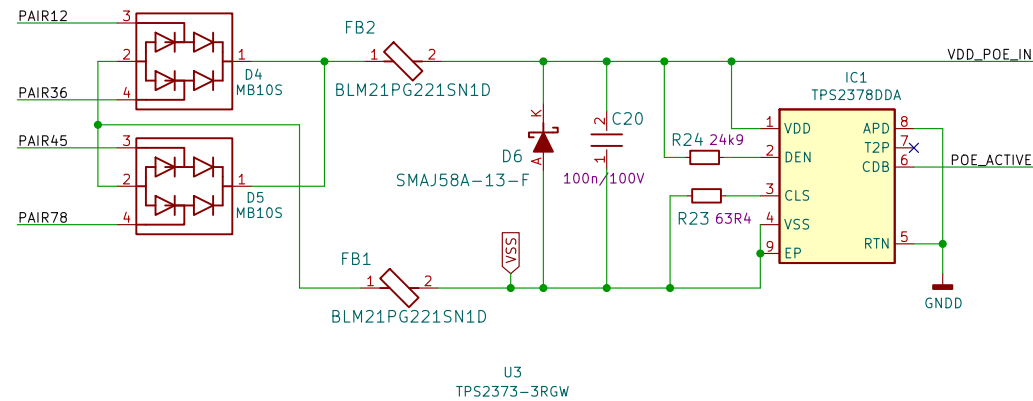 PAIR12
3
2
1
4
PAIR36
D4
MB10S
PAIR45
3
2
1
4
PAIR78
D5
MB10S
FB2
1
2
BLM21PG221SN1D
FB1
1
2
BLM21PG221SN1D
VSS
K
A
D6
SMAJ58A-13-F
2
C20
1
100n/100V
R24 24k9
R23 63R4
VDD_POE_IN
IC1
TPS2378DDA
1 VDD
2 DEN
3 CLS
4 VSS
9 EP
APD 8
T2P 7
CDB 6
RTN 5
POE_ACTIVE
GNDD
U3
TPS2373-3RGW